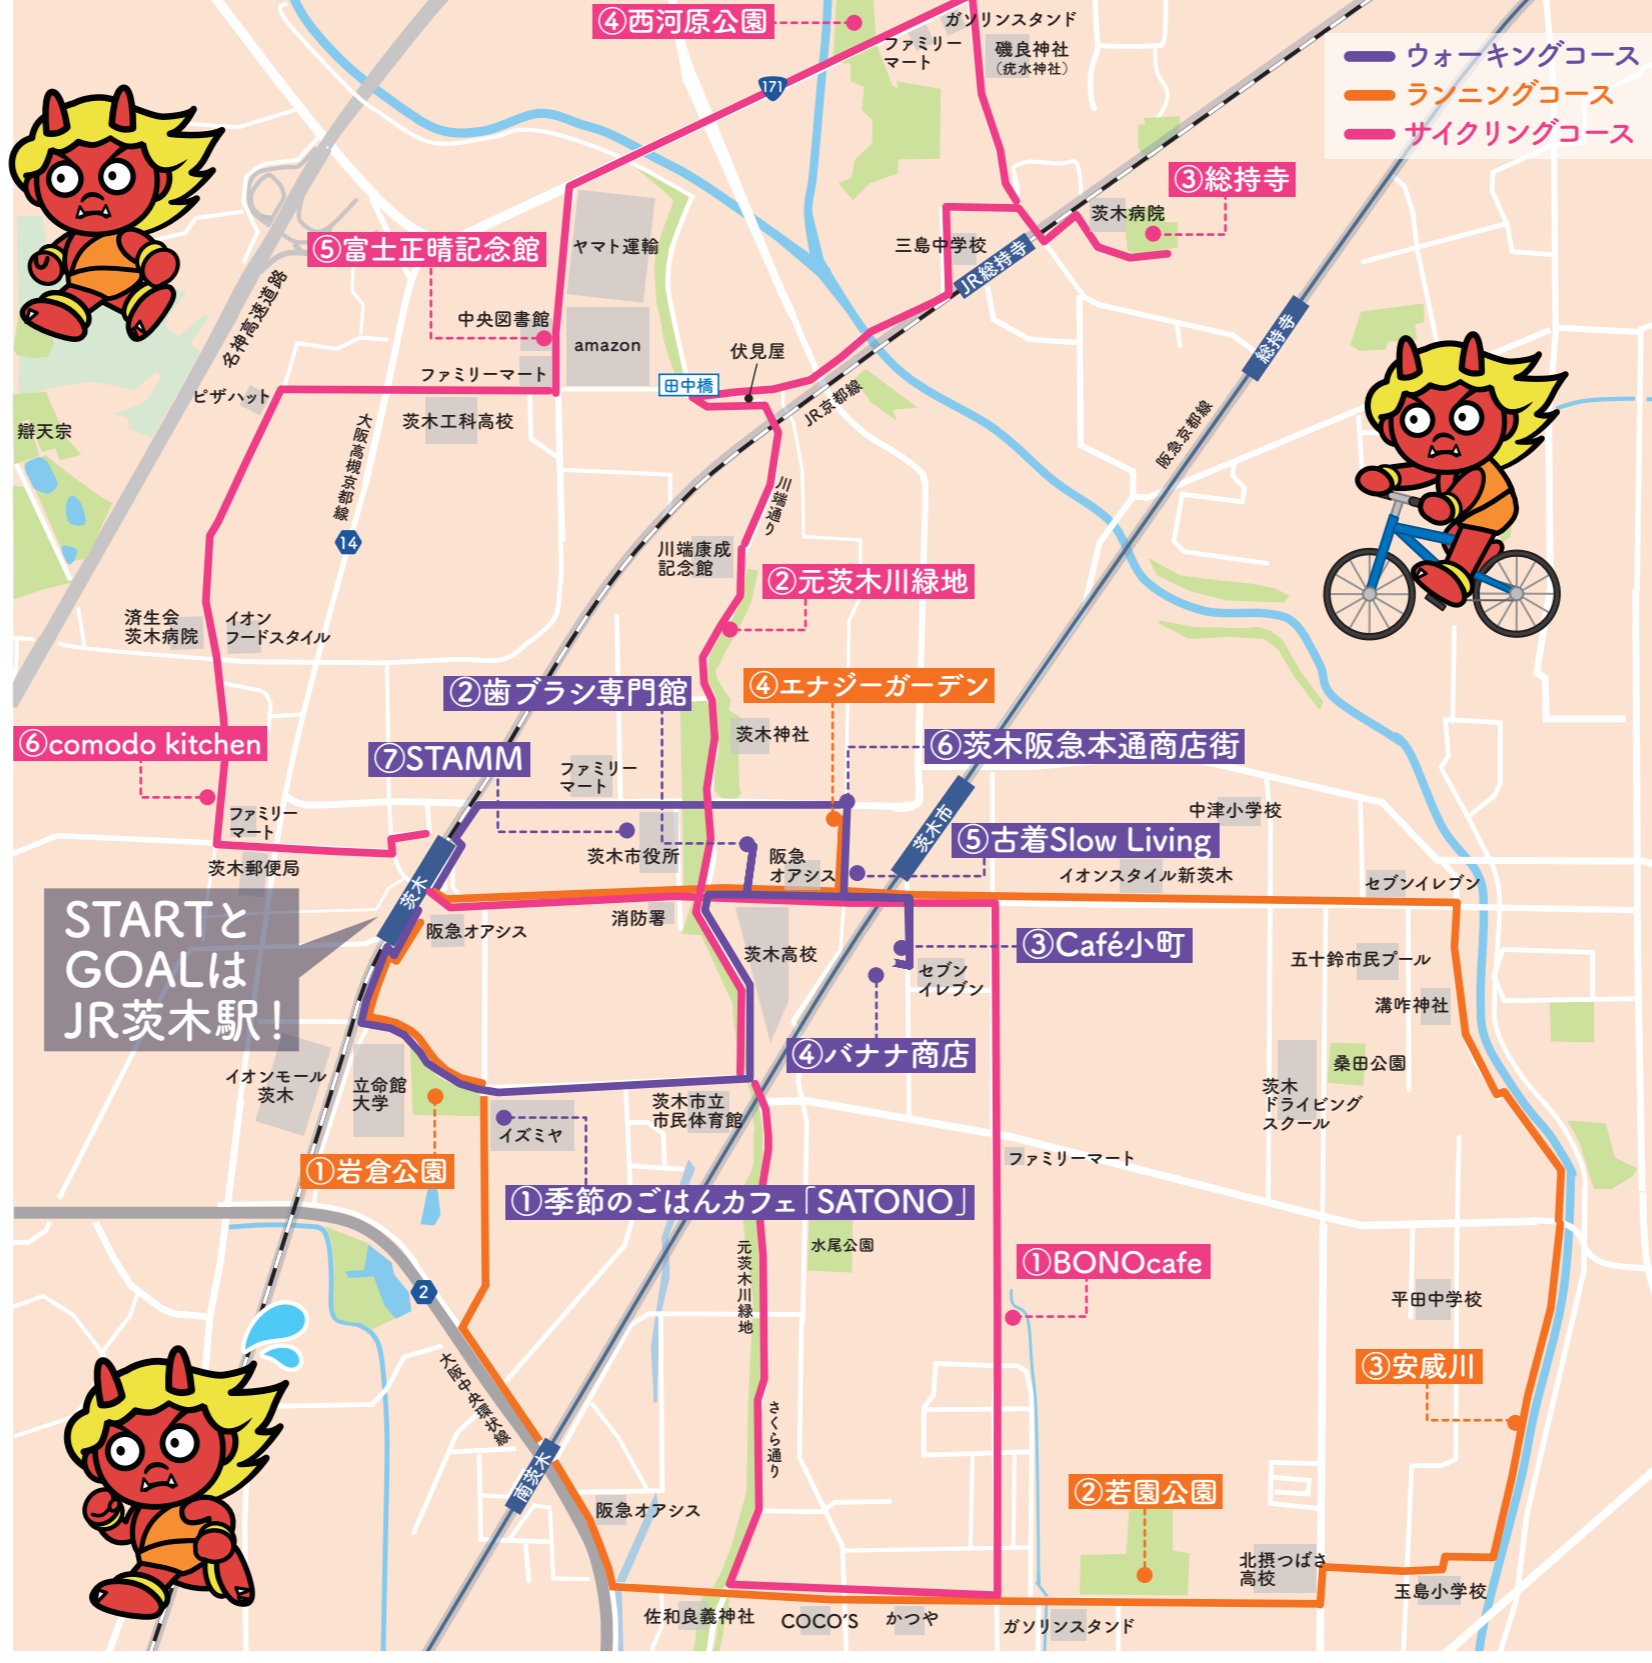 ④西河原公園
ガソリンスタンド
ファミリー
マート
磯良神社
（疣水神社）
ウォーキングコース
ランニングコース
サイクリングコース
171
③総持寺
茨木病院
三島中学校
JR総持寺
⑤富士正晴記念館
ヤマト運輸
名神高速道路
中央図書館
amazon
総持寺
伏見屋
田中橋
ファミリーマート
ピザハット
JR京都線
茨木工科高校
辯天宗
大阪高槻京都線
14
阪急京都線
川端通り
川端康成
記念館
②元茨木川緑地
済生会
茨木病院
イオン
フードスタイル
②歯ブラシ専門館
④エナジーガーデン
⑥comodo kitchen
⑦STAMM
茨木神社
⑥茨木阪急本通商店街
ファミリー
マート
中津小学校
茨木市
ファミリー
マート
⑤古着Slow Living
茨木市役所
阪急
オアシス
茨木郵便局
イオンスタイル新茨木
セブンイレブン
茨木
STARTと
GOALは
JR茨木駅！
阪急オアシス
消防署
茨木高校
③Café小町
セブン
イレブン
五十鈴市民プール
溝咋神社
④バナナ商店
桑田公園
イオンモール
茨木
立命館
大学
茨木
ドライビング
スクール
茨木市立
市民体育館
イズミヤ
①岩倉公園
ファミリーマート
①季節のごはんカフェ「SATONO」
元茨木川緑地
水尾公園
①BONOcafe
2
平田中学校
大阪中央環状線
③安威川
さくら通り
南茨木
②若園公園
阪急オアシス
北摂つばさ
高校
玉島小学校
佐和良義神社
COCO'S
かつや
ガソリンスタンド